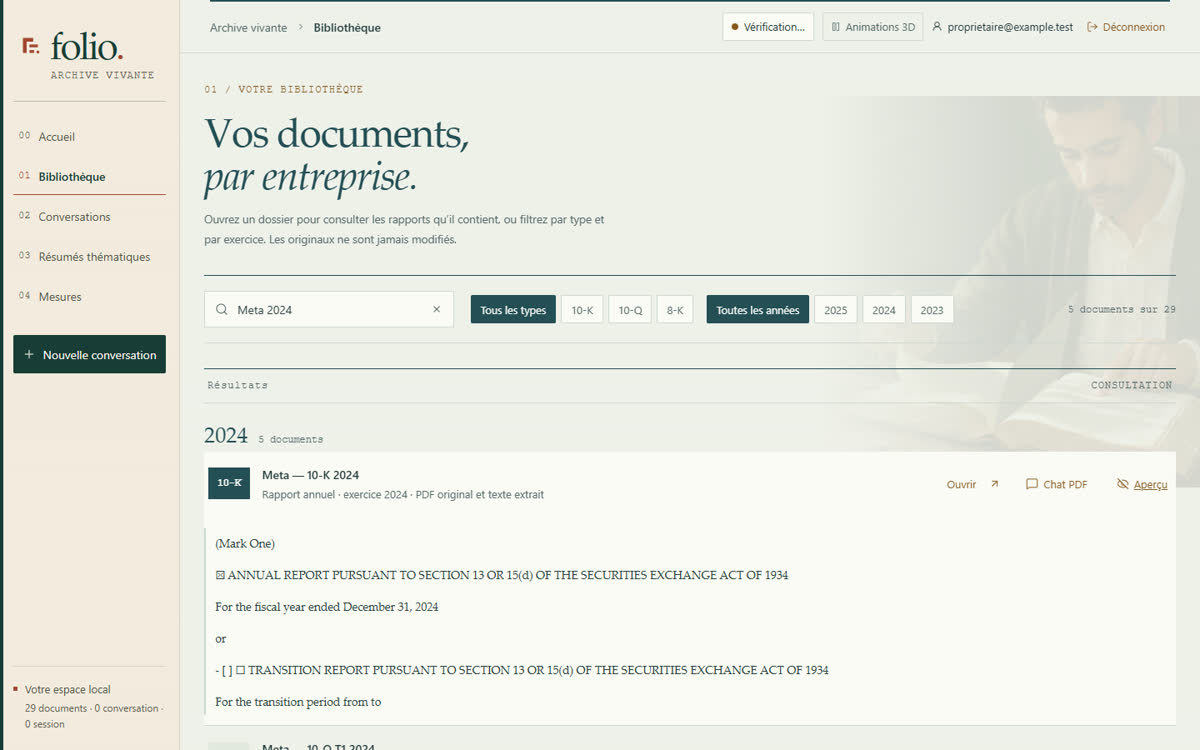 folio.
ARCHIVE VIVANTE
00 Accueil
01 Bibliothèque
02 Conversations
03 Résumés thématiques
04 Mesures
+ Nouvelle conversation
Votre espace local
29 documents · 0 conversation ·
0 session
Archive vivante > Bibliothèque
Vérification...
Animations 3D
proprietaire@example.test
Déconnexion
01 / VOTRE BIBLIOTHÈQUE
Vos documents,
par entreprise.
Ouvrez un dossier pour consulter les rapports qu'il contient, ou filtrez par type et
par exercice. Les originaux ne sont jamais modifiés.
Meta 2024 ×
Tous les types 10-K 10-Q 8-K Toutes les années 2025 2024 2023
5 documents sur 29
Résultats CONSULTATION
2024 5 documents
10-K
Meta — 10-K 2024
Rapport annuel · exercice 2024 · PDF original et texte extrait
Ouvrir Chat PDF Aperçu
(Mark One)
☒ ANNUAL REPORT PURSUANT TO SECTION 13 OR 15(d) OF THE SECURITIES EXCHANGE ACT OF 1934
For the fiscal year ended December 31, 2024
or
- [ ] ☐ TRANSITION REPORT PURSUANT TO SECTION 13 OR 15(d) OF THE SECURITIES EXCHANGE ACT OF 1934
For the transition period from to
Meta — 10-Q T1 2024